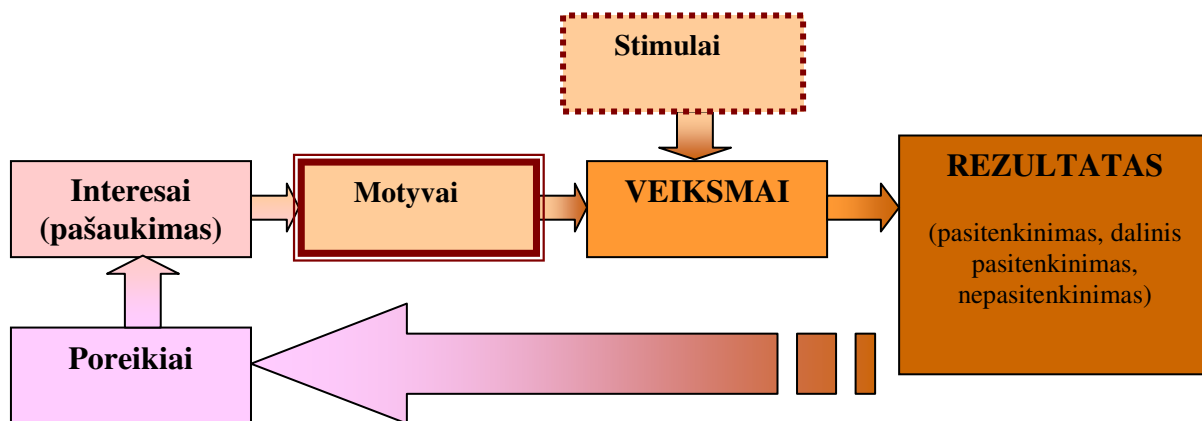 Stimulai
Interesai
(pašaukimas)
Motyvai
VEIKSMAI
REZULTATAS
(pasitenkinimas, dalinis
pasitenkinimas,
nepasitenkinimas)
Poreikiai